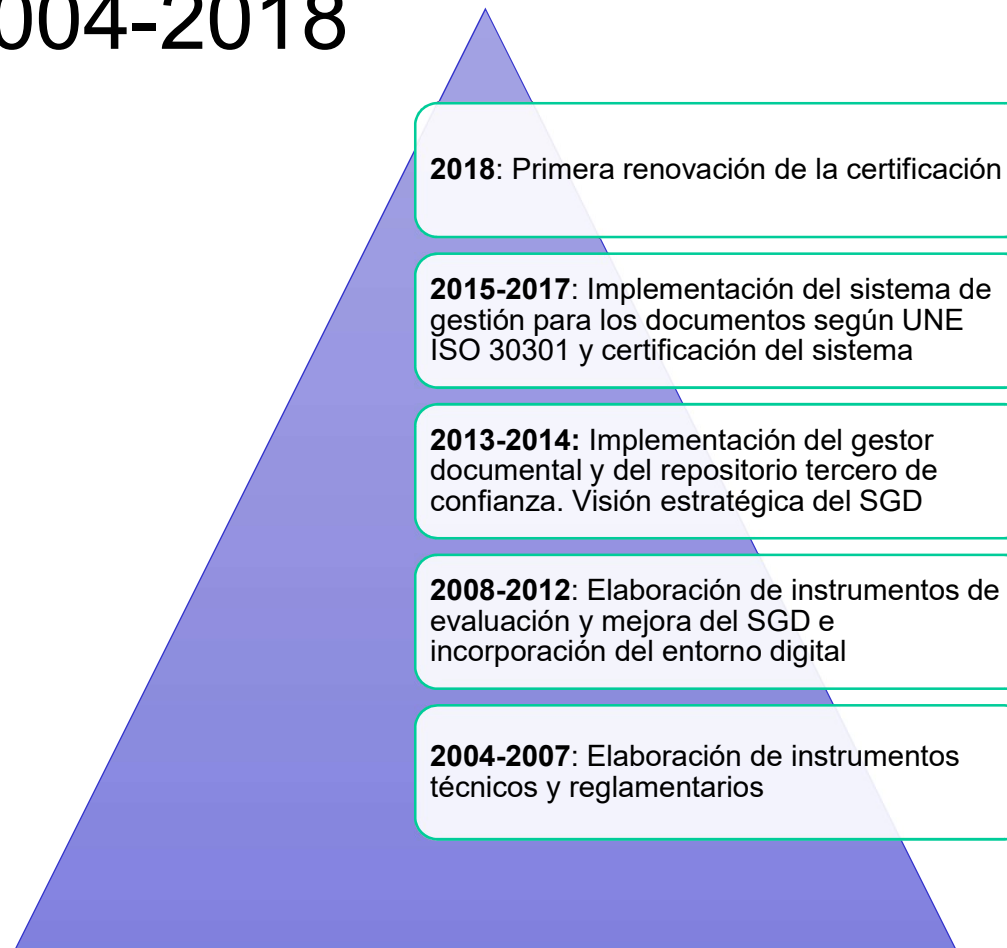 004-2018
2018: Primera renovación de la certificación
2015-2017: Implementación del sistema de
gestión para los documentos según UNE
ISO 30301 y certificación del sistema
2013-2014: Implementación del gestor
documental y del repositorio tercero de
confianza. Visión estratégica del SGD
2008-2012: Elaboración de instrumentos de
evaluación y mejora del SGD e
incorporación del entorno digital
2004-2007: Elaboración de instrumentos
técnicos y reglamentarios